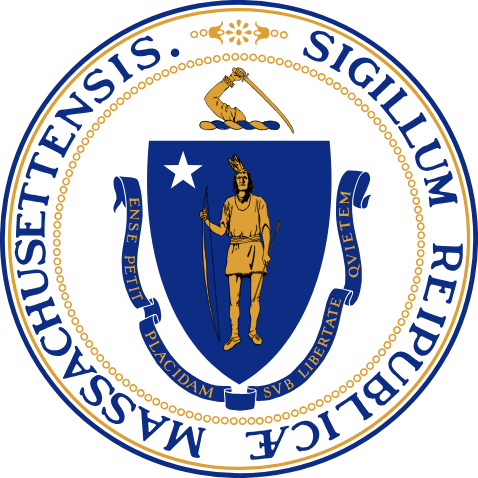 SIGILLUM REIPUBLICÆ MASSACHUSETTENSIS.
ENSE PETIT PLACIDAM SVB LIBERTATE QVIETEM